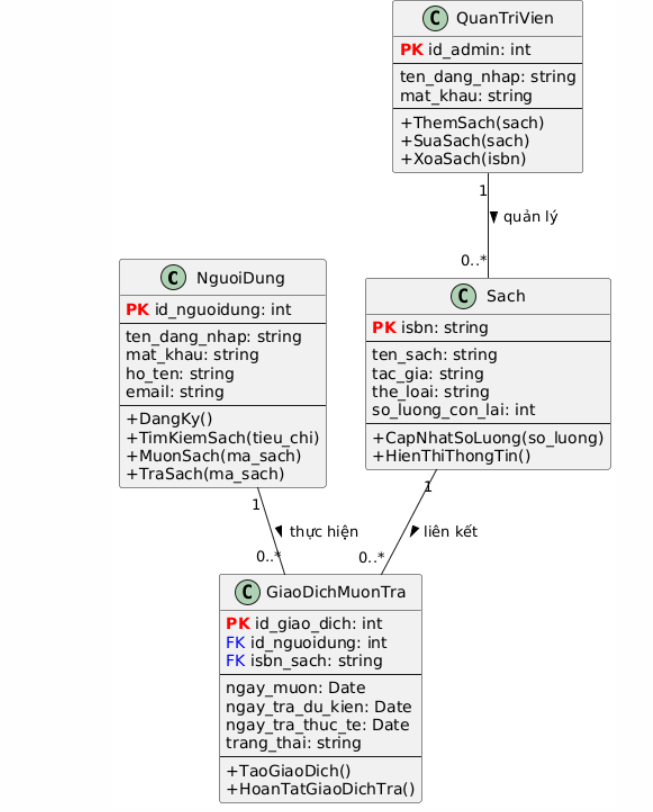 C QuanTriVien
PK id_admin: int
ten_dang_nhap: string
mat_khau: string
+ThemSach(sach)
+SuaSach(sach)
+XoaSach(isbn)
1
quản lý
0..*
C NguoiDung
PK id_nguoidung: int
ten_dang_nhap: string
mat_khau: string
ho_ten: string
email: string
+DangKy()
+TimKiemSach(tieu_chi)
+MuonSach(ma_sach)
+TraSach(ma_sach)
C Sach
PK isbn: string
ten_sach: string
tac_gia: string
the_loai: string
so_luong_con_lai: int
+CapNhatSoLuong(so_luong)
+HienThiThongTin()
1
thực hiện
0..*
1
liên kết
0..*
C GiaoDichMuonTra
PK id_giao_dich: int
FK id_nguoidung: int
FK isbn_sach: string
ngay_muon: Date
ngay_tra_du_kien: Date
ngay_tra_thuc_te: Date
trang_thai: string
+TaoGiaoDich()
+HoanTatGiaoDichTra()